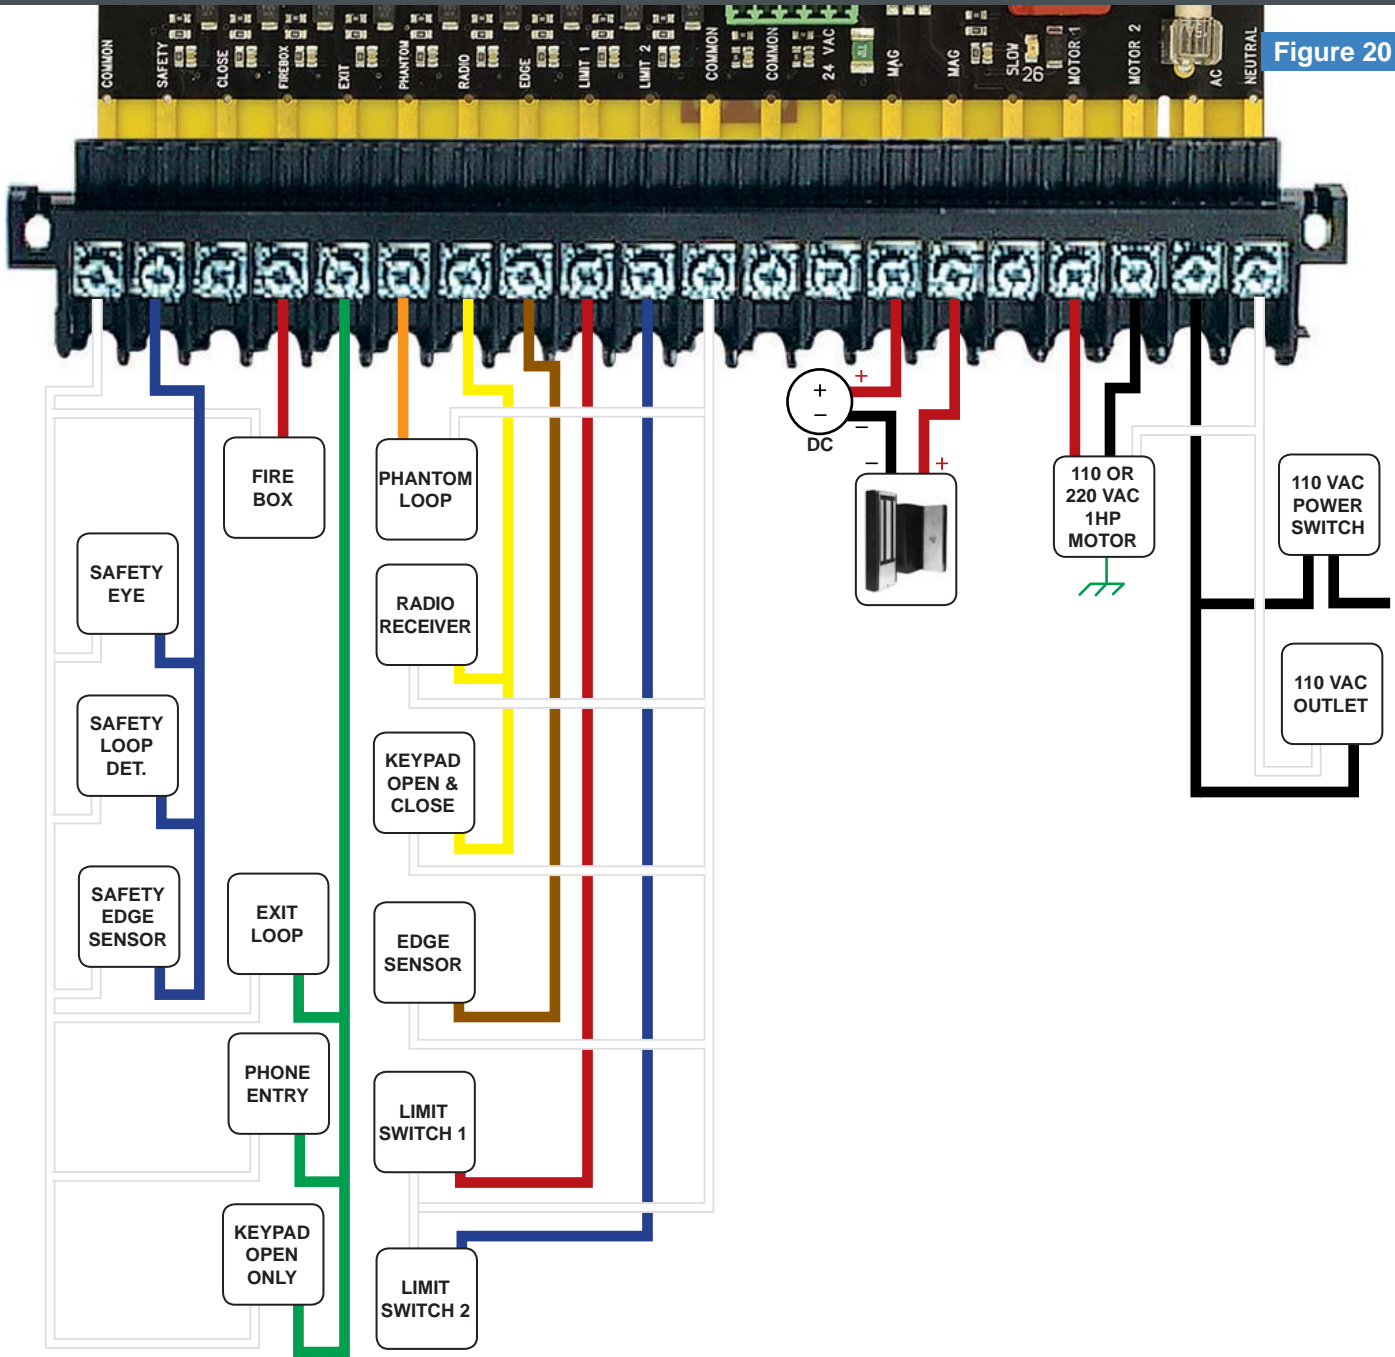 COMMON
SAFETY
CLOSE
FIREBOX
EXIT
PHANTOM
RADIO
EDGE
LIMIT 1
LIMIT 2
COMMON
COMMON
24 VAC
MAG
MAG
SLOW
26
MOTOR 1
MOTOR 2
AC
NEUTRAL
Figure 20
+
+
−
−
DC
−
+
FIRE
BOX
PHANTOM
LOOP
110 OR
220 VAC
1HP
MOTOR
110 VAC
POWER
SWITCH
SAFETY
EYE
RADIO
RECEIVER
110 VAC
OUTLET
SAFETY
LOOP
DET.
KEYPAD
OPEN &
CLOSE
SAFETY
EDGE
SENSOR
EXIT
LOOP
EDGE
SENSOR
PHONE
ENTRY
LIMIT
SWITCH 1
KEYPAD
OPEN
ONLY
LIMIT
SWITCH 2